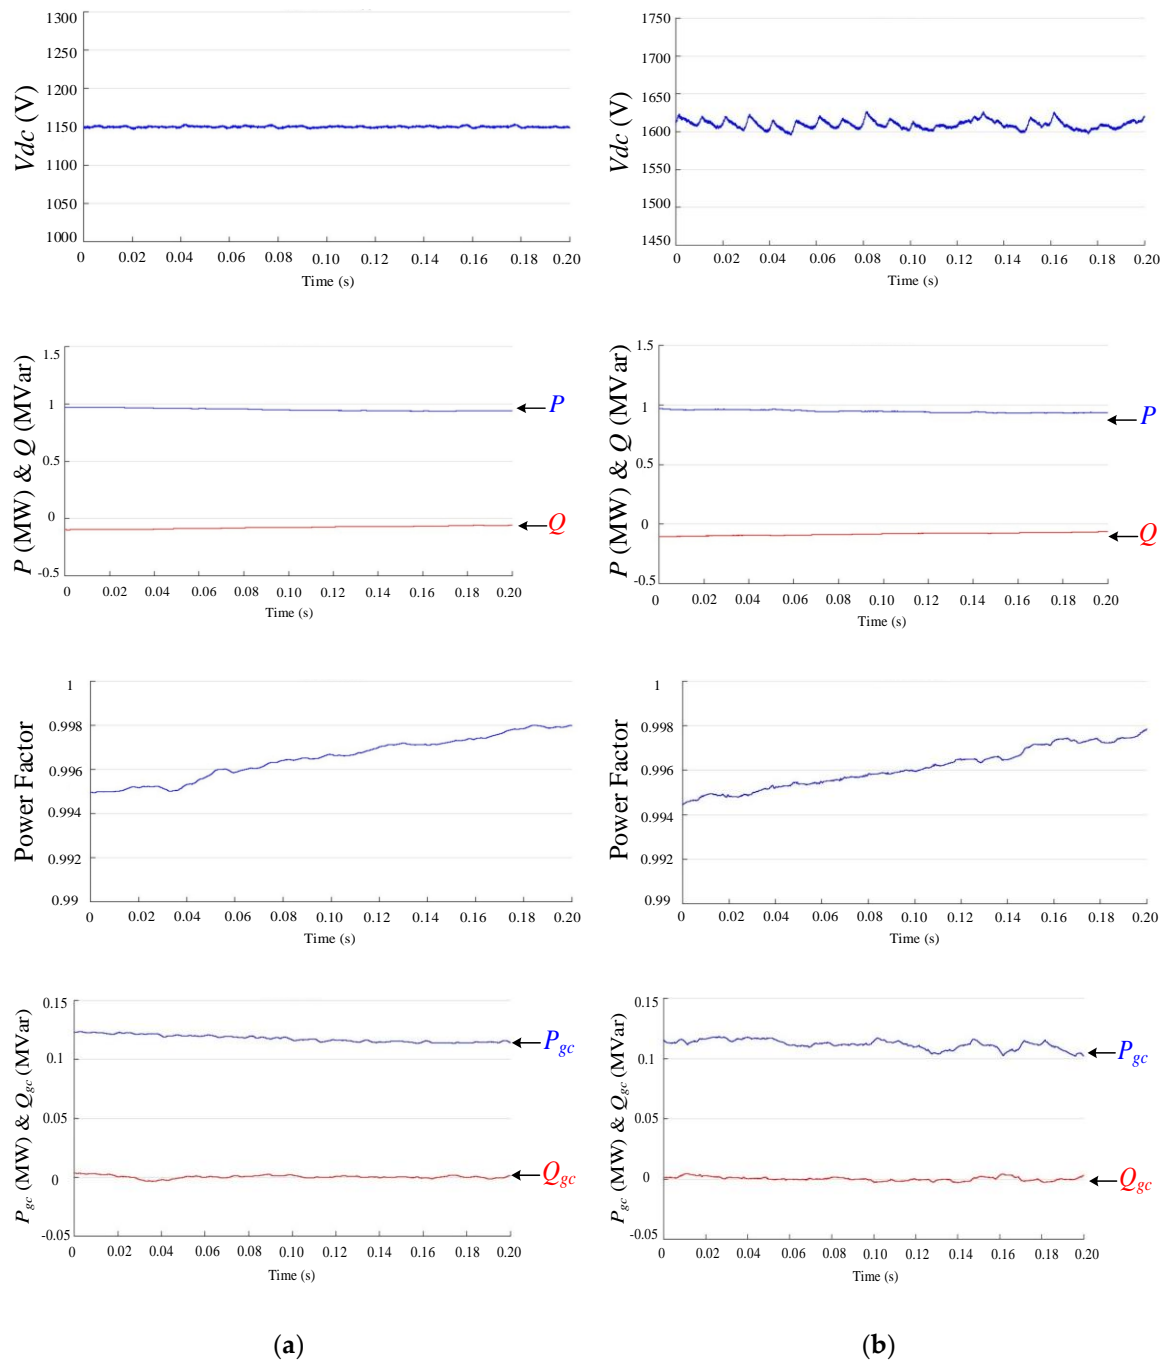 1300
1250
1200
1150
1100
1050
1000
Vdc (V)
0 0.02 0.04 0.06 0.08 0.10 0.12 0.14 0.16 0.18 0.20
Time (s)
1750
1700
1650
1600
1550
1500
1450
Vdc (V)
0 0.02 0.04 0.06 0.08 0.10 0.12 0.14 0.16 0.18 0.20
Time (s)
1.5
1
0.5
0
-0.5
P (MW) & Q (MVar)
P
Q
0 0.02 0.04 0.06 0.08 0.10 0.12 0.14 0.16 0.18 0.20
Time (s)
1.5
1
0.5
0
-0.5
P (MW) & Q (MVar)
P
Q
0 0.02 0.04 0.06 0.08 0.10 0.12 0.14 0.16 0.18 0.20
Time (s)
1
0.998
0.996
0.994
0.992
0.99
Power Factor
0 0.02 0.04 0.06 0.08 0.10 0.12 0.14 0.16 0.18 0.20
Time (s)
1
0.998
0.996
0.994
0.992
0.99
Power Factor
0 0.02 0.04 0.06 0.08 0.10 0.12 0.14 0.16 0.18 0.20
Time (s)
0.15
0.1
0.05
0
-0.05
Pgc (MW) & Qgc (MVar)
Pgc
Qgc
0 0.02 0.04 0.06 0.08 0.10 0.12 0.14 0.16 0.18 0.20
Time (s)
0.15
0.1
0.05
0
-0.05
Pgc (MW) & Qgc (MVar)
Pgc
Qgc
0 0.02 0.04 0.06 0.08 0.10 0.12 0.14 0.16 0.18 0.20
Time (s)
(a)
(b)